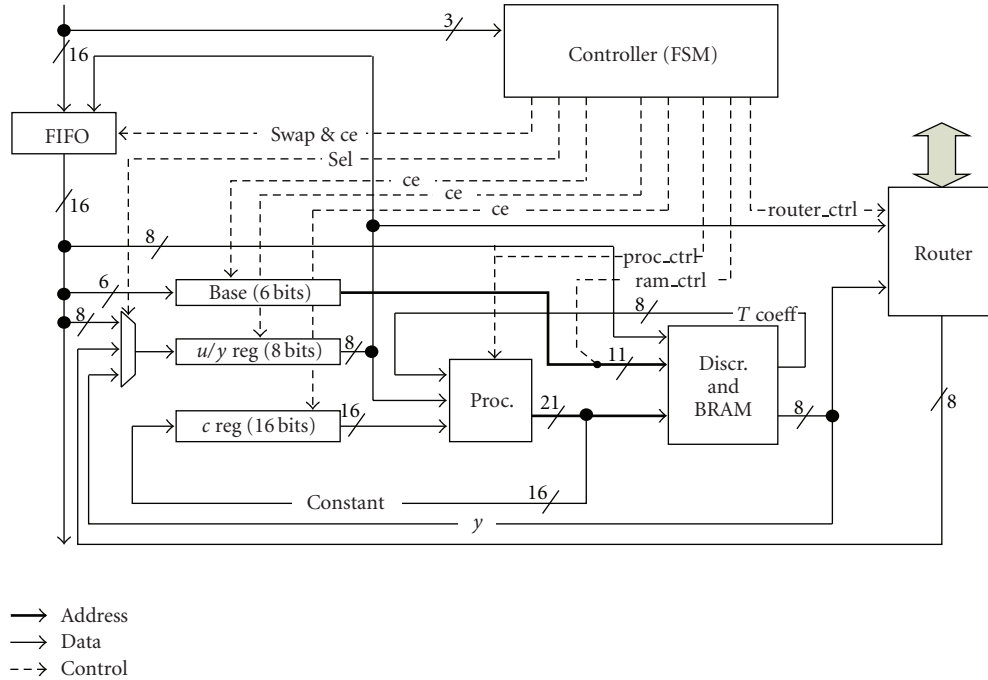 3
16
Controller (FSM)
FIFO
Swap & ce
Sel
ce
ce
ce
router_ctrl
16
8
proc_ctrl
ram_ctrl
Router
6
Base (6 bits)
8
8
T coeff
u/y reg (8 bits)
8
11
Discr.
and
BRAM
Proc.
21
8
8
c reg (16 bits)
16
Constant
16
y
Address
Data
Control